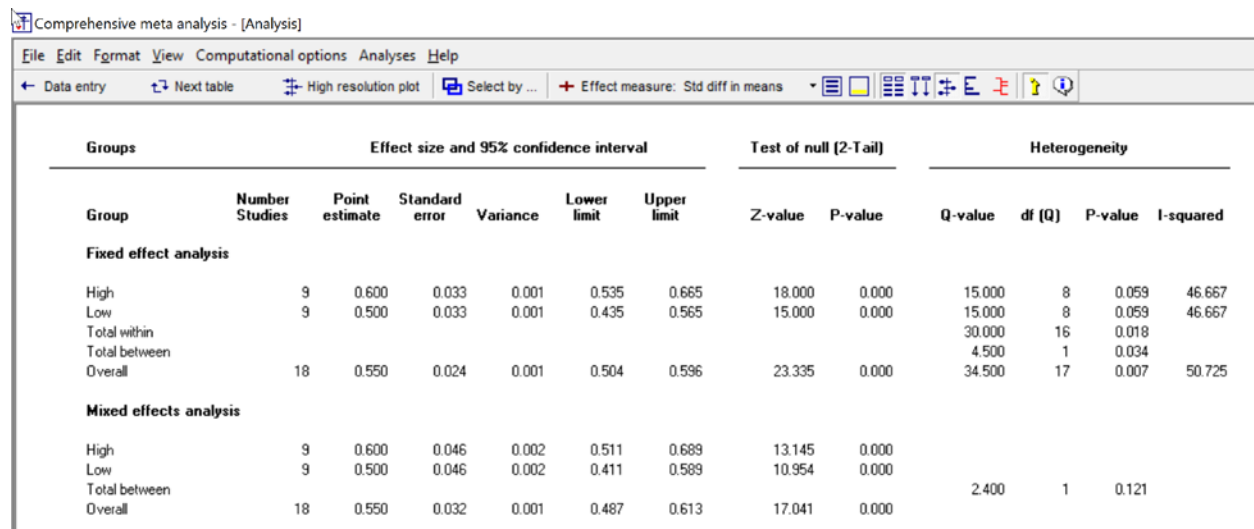 Comprehensive meta analysis - [Analysis]
File Edit Format View Computational options Analyses Help
← Data entry Next table High resolution plot Select by ... + Effect measure: Std diff in means
Groups Effect size and 95% confidence interval Test of null (2-Tail) Heterogeneity
Group Number Studies Point estimate Standard error Variance Lower limit Upper limit Z-value P-value Q-value df (Q) P-value I-squared
Fixed effect analysis
High 9 0.600 0.033 0.001 0.535 0.665 18.000 0.000 15.000 8 0.059 46.667
Low 9 0.500 0.033 0.001 0.435 0.565 15.000 0.000 15.000 8 0.059 46.667
Total within 30.000 16 0.018
Total between 4.500 1 0.034
Overall 18 0.550 0.024 0.001 0.504 0.596 23.335 0.000 34.500 17 0.007 50.725
Mixed effects analysis
High 9 0.600 0.046 0.002 0.511 0.689 13.145 0.000
Low 9 0.500 0.046 0.002 0.411 0.589 10.954 0.000
Total between 2.400 1 0.121
Overall 18 0.550 0.032 0.001 0.487 0.613 17.041 0.000